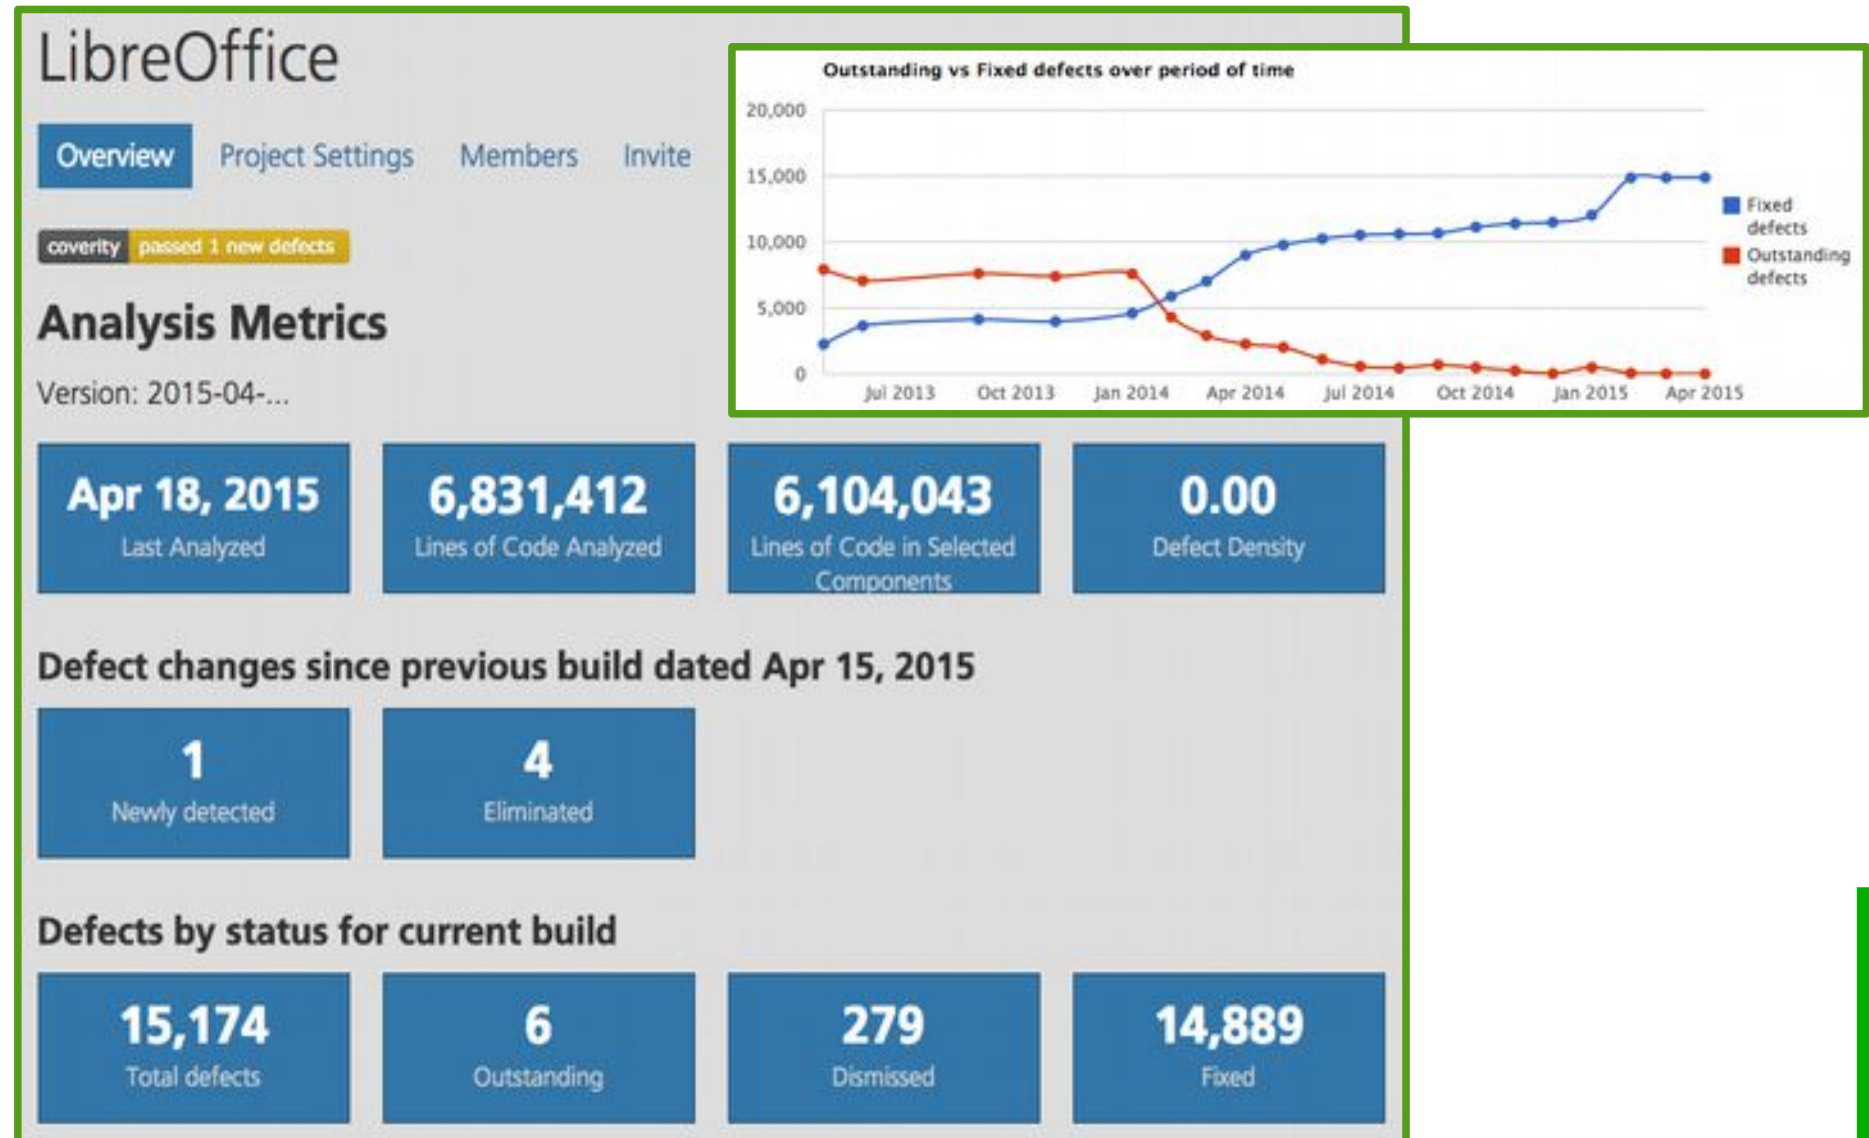 LibreOffice
Overview Project Settings Members Invite
coverity passed 1 new defects
Analysis Metrics
Version: 2015-04-...
Outstanding vs Fixed defects over period of time
20,000
15,000
10,000
5,000
0
Jul 2013 Oct 2013 Jan 2014 Apr 2014 Jul 2014 Oct 2014 Jan 2015 Apr 2015
Fixed
defects
Outstanding
defects
Apr 18, 2015
Last Analyzed
6,831,412
Lines of Code Analyzed
6,104,043
Lines of Code in Selected
Components
0.00
Defect Density
Defect changes since previous build dated Apr 15, 2015
1
Newly detected
4
Eliminated
Defects by status for current build
15,174
Total defects
6
Outstanding
279
Dismissed
14,889
Fixed